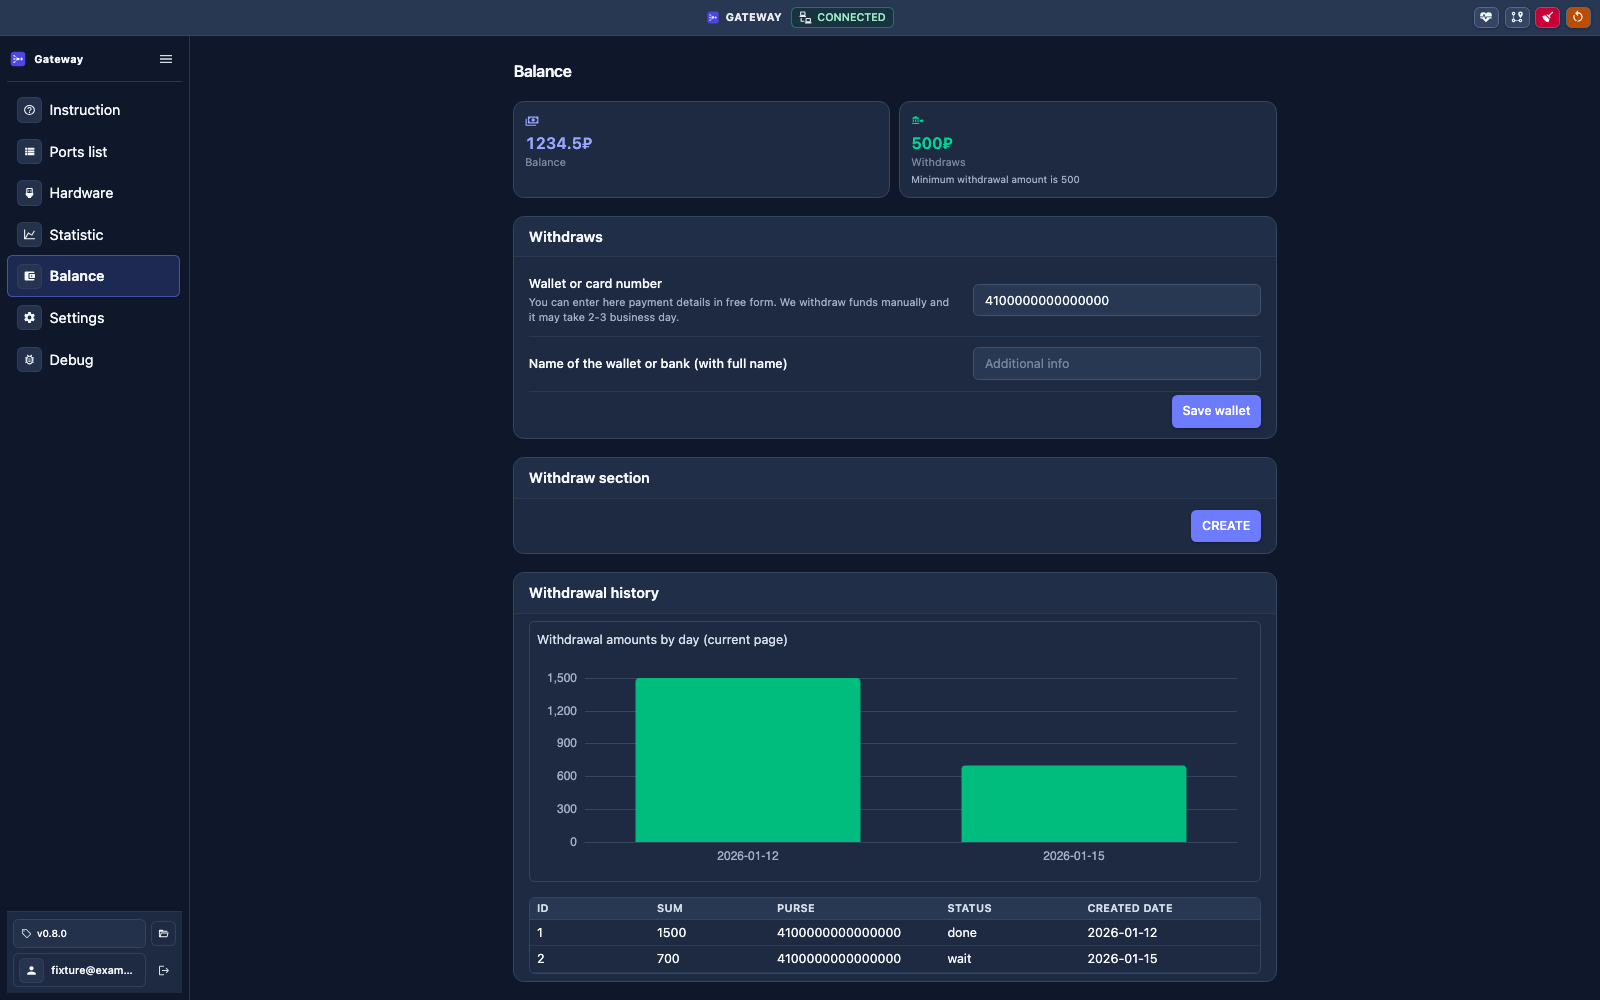 GATEWAY CONNECTED
Gateway
Instruction
Ports list
Hardware
Statistic
Balance
Settings
Debug
v0.8.0
fixture@exam...
Balance
1234.5₽
Balance
500₽
Withdraws
Minimum withdrawal amount is 500
Withdraws
Wallet or card number
You can enter here payment details in free form. We withdraw funds manually and
it may take 2-3 business day.
4100000000000000
Name of the wallet or bank (with full name)
Additional info
Save wallet
Withdraw section
CREATE
Withdrawal history
Withdrawal amounts by day (current page)
1,500
1,200
900
600
300
0
2026-01-12 2026-01-15
ID SUM PURSE STATUS CREATED DATE
1 1500 4100000000000000 done 2026-01-12
2 700 4100000000000000 wait 2026-01-15